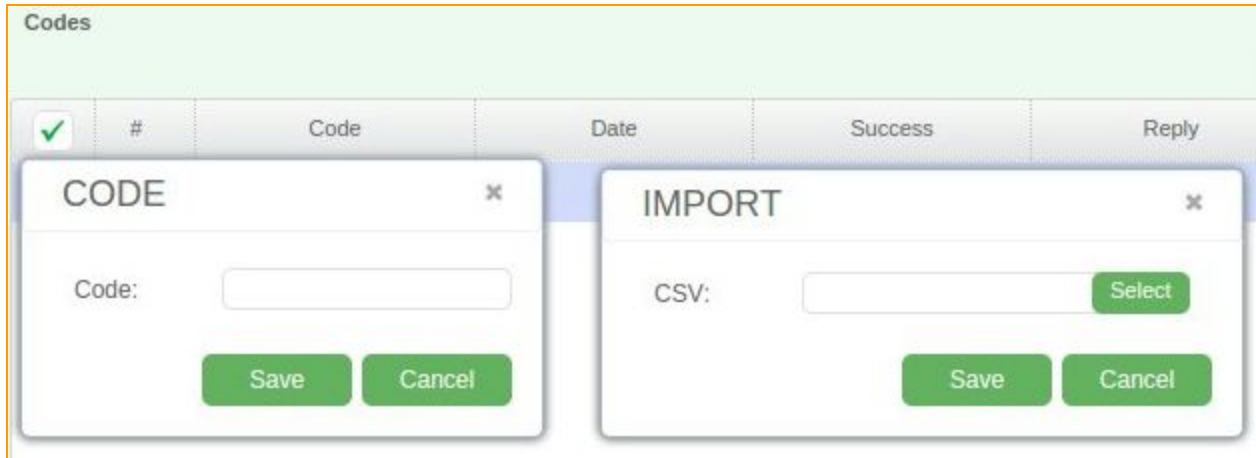 Codes
# Code Date Success Reply
CODE
Code:
Save Cancel
IMPORT
CSV: Select
Save Cancel